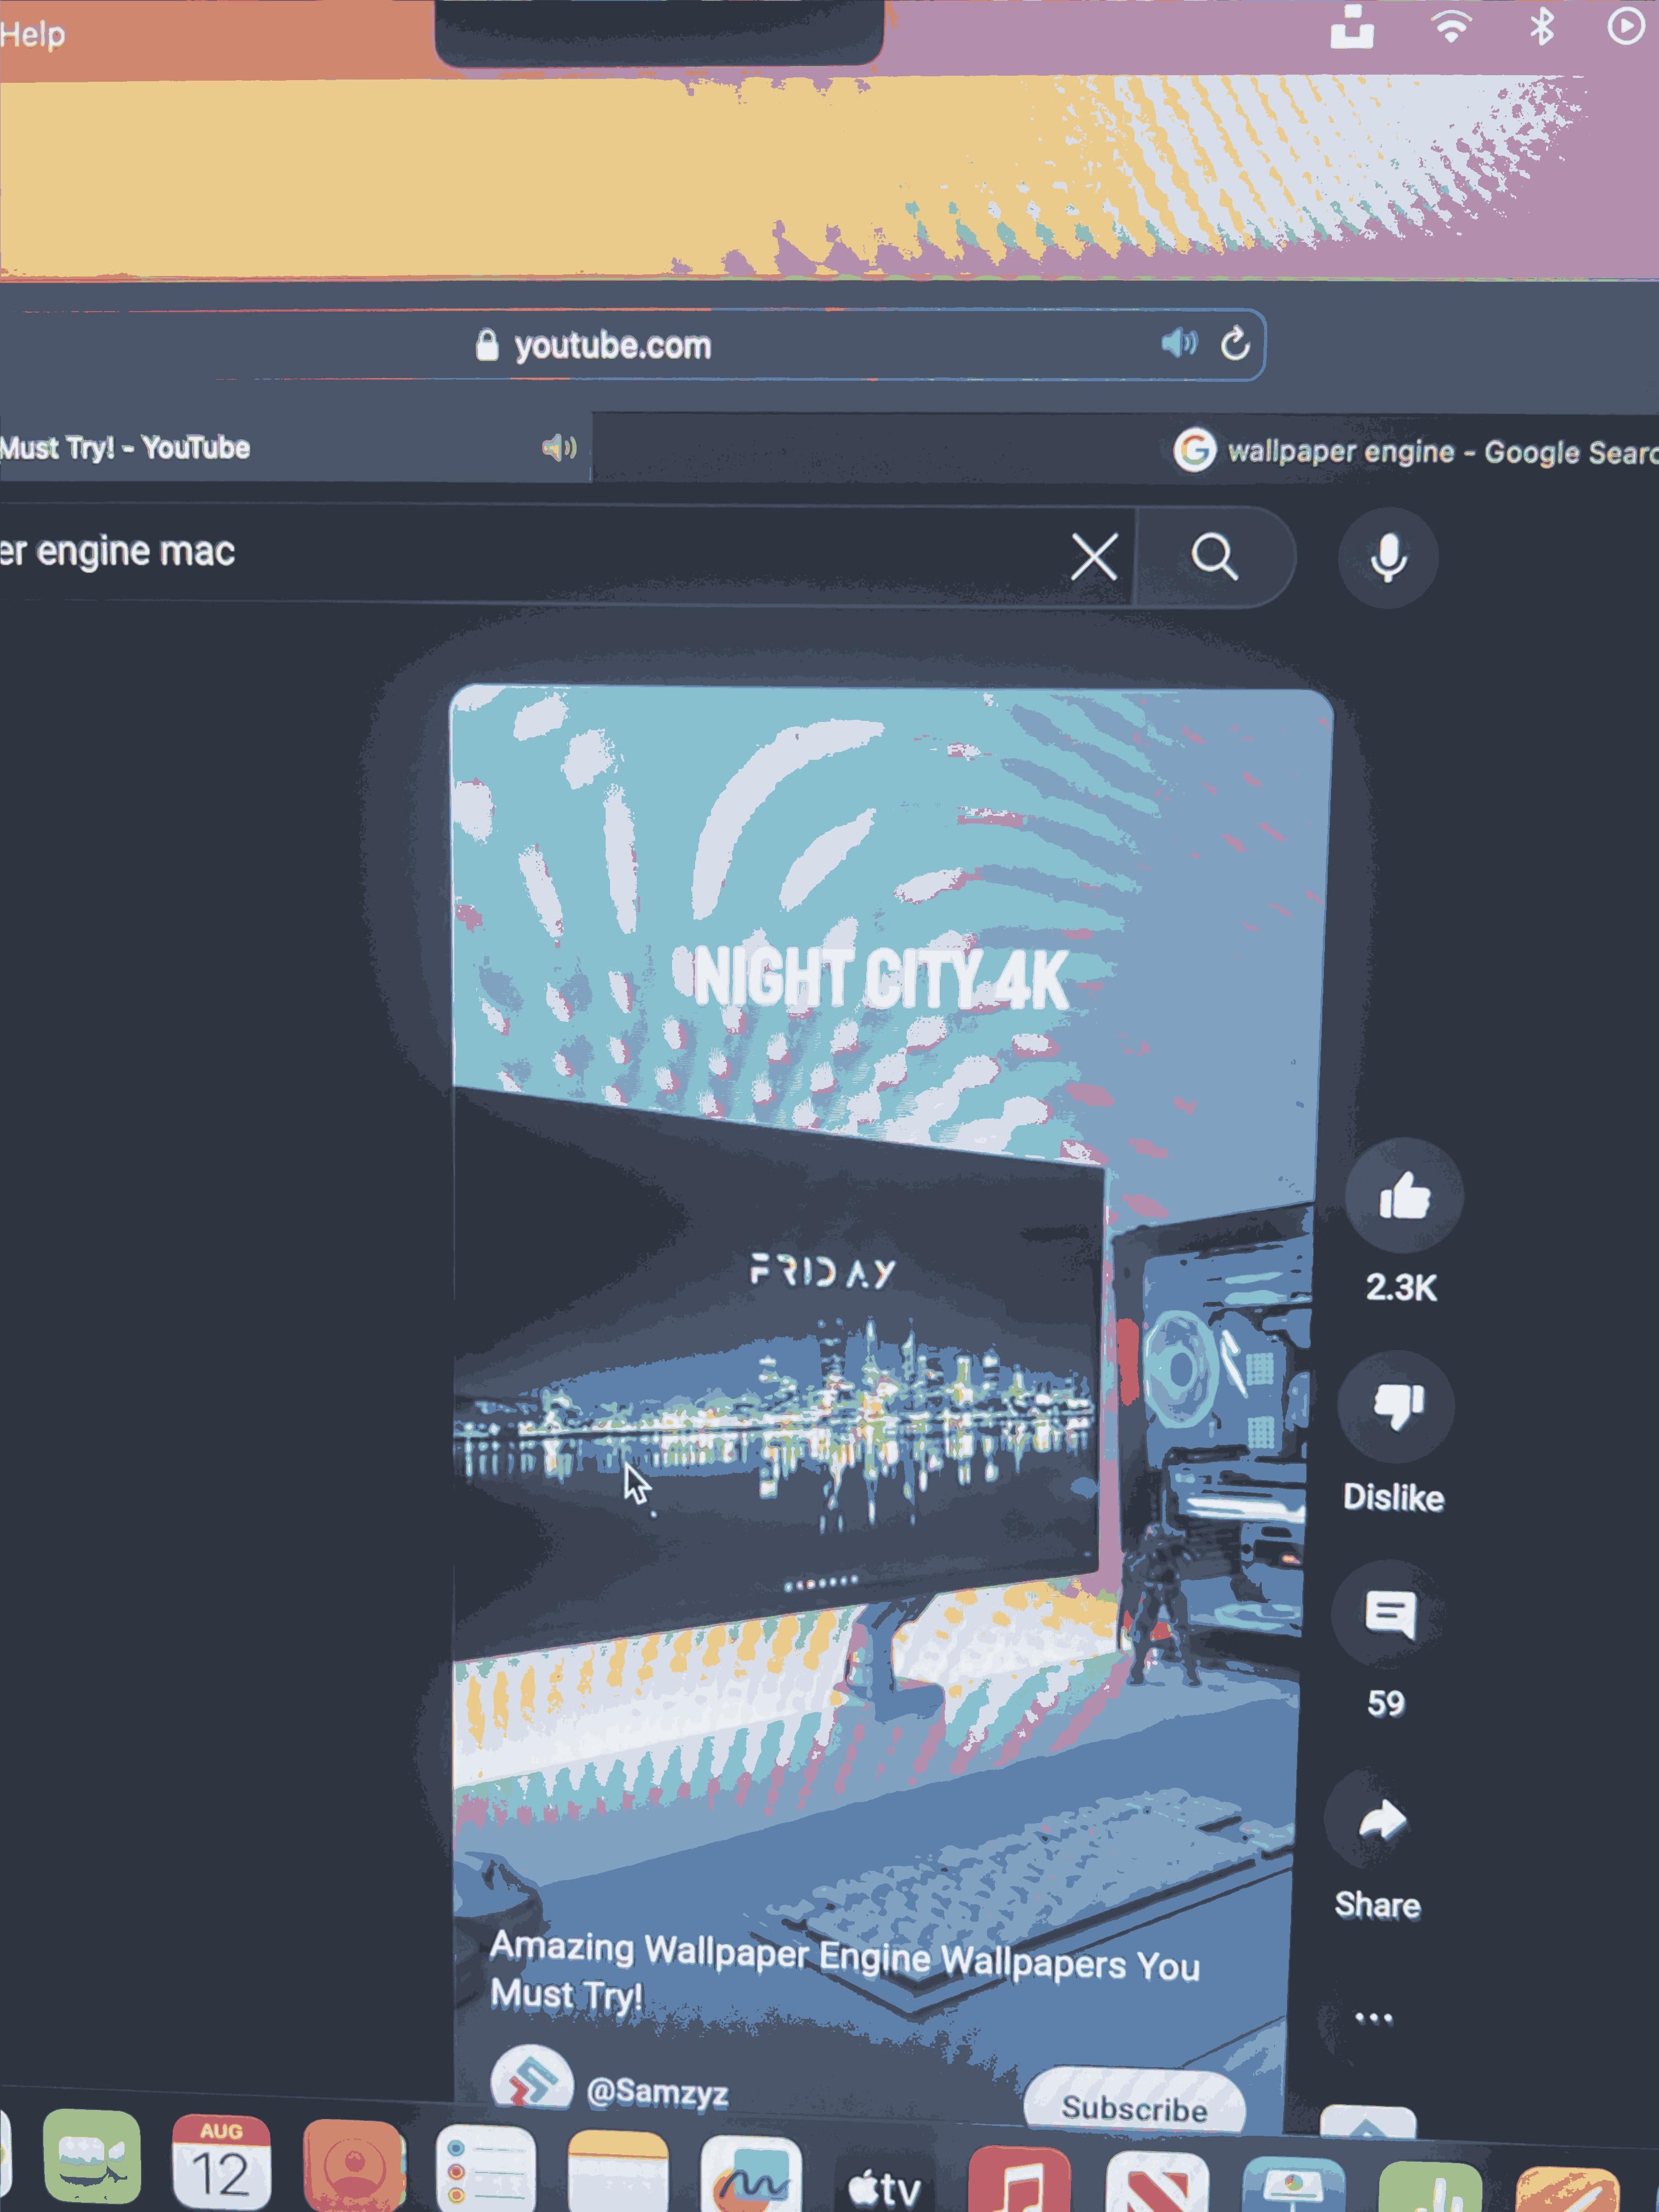 Help
youtube.com
Must Try! - YouTube
wallpaper engine - Google Searc
er engine mac
NIGHT CITY 4K
FRIDAY
2.3K
Dislike
59
Share
Amazing Wallpaper Engine Wallpapers You
Must Try!
@Samzyz
Subscribe
AUG
12
tv